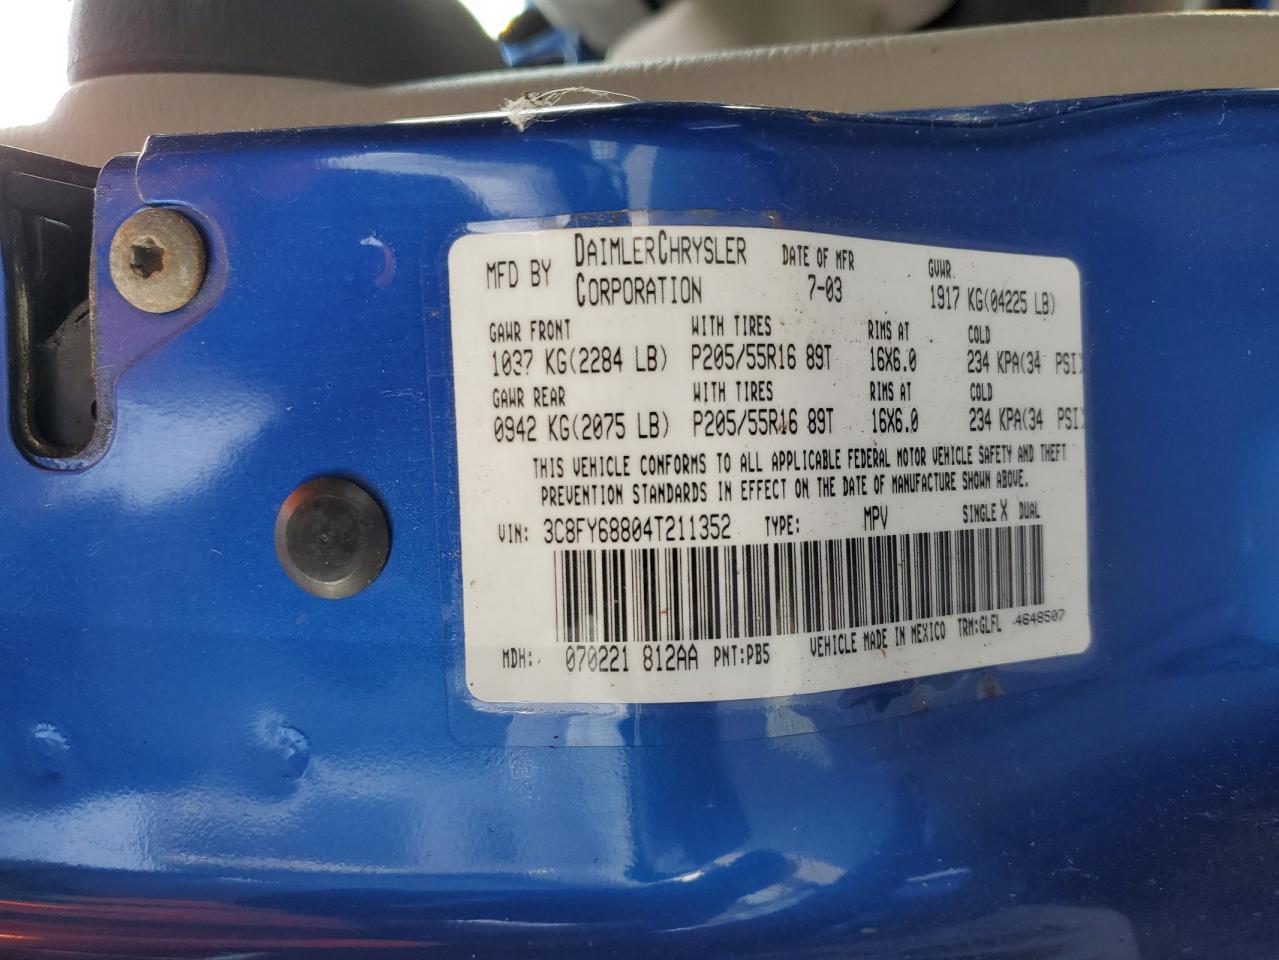 MFD BY DAIMLERCHRYSLER CORPORATION DATE OF MFR 7-03 GVWR 1917 KG(04225 LB)
GAWR FRONT WITH TIRES RIMS AT COLD
1037 KG(2284 LB) P205/55R16 89T 16X6.0 234 KPA(34 PSI)
GAWR REAR WITH TIRES RIMS AT COLD
0942 KG(2075 LB) P205/55R16 89T 16X6.0 234 KPA(34 PSI)
THIS VEHICLE CONFORMS TO ALL APPLICABLE FEDERAL MOTOR VEHICLE SAFETY AND THEFT
PREVENTION STANDARDS IN EFFECT ON THE DATE OF MANUFACTURE SHOWN ABOVE.
VIN: 3C8FY68804T211352 TYPE: MPV SINGLE X DUAL
MDH: 070221 812AA PNT:PB5 VEHICLE MADE IN MEXICO TRM:GLFL 4648507